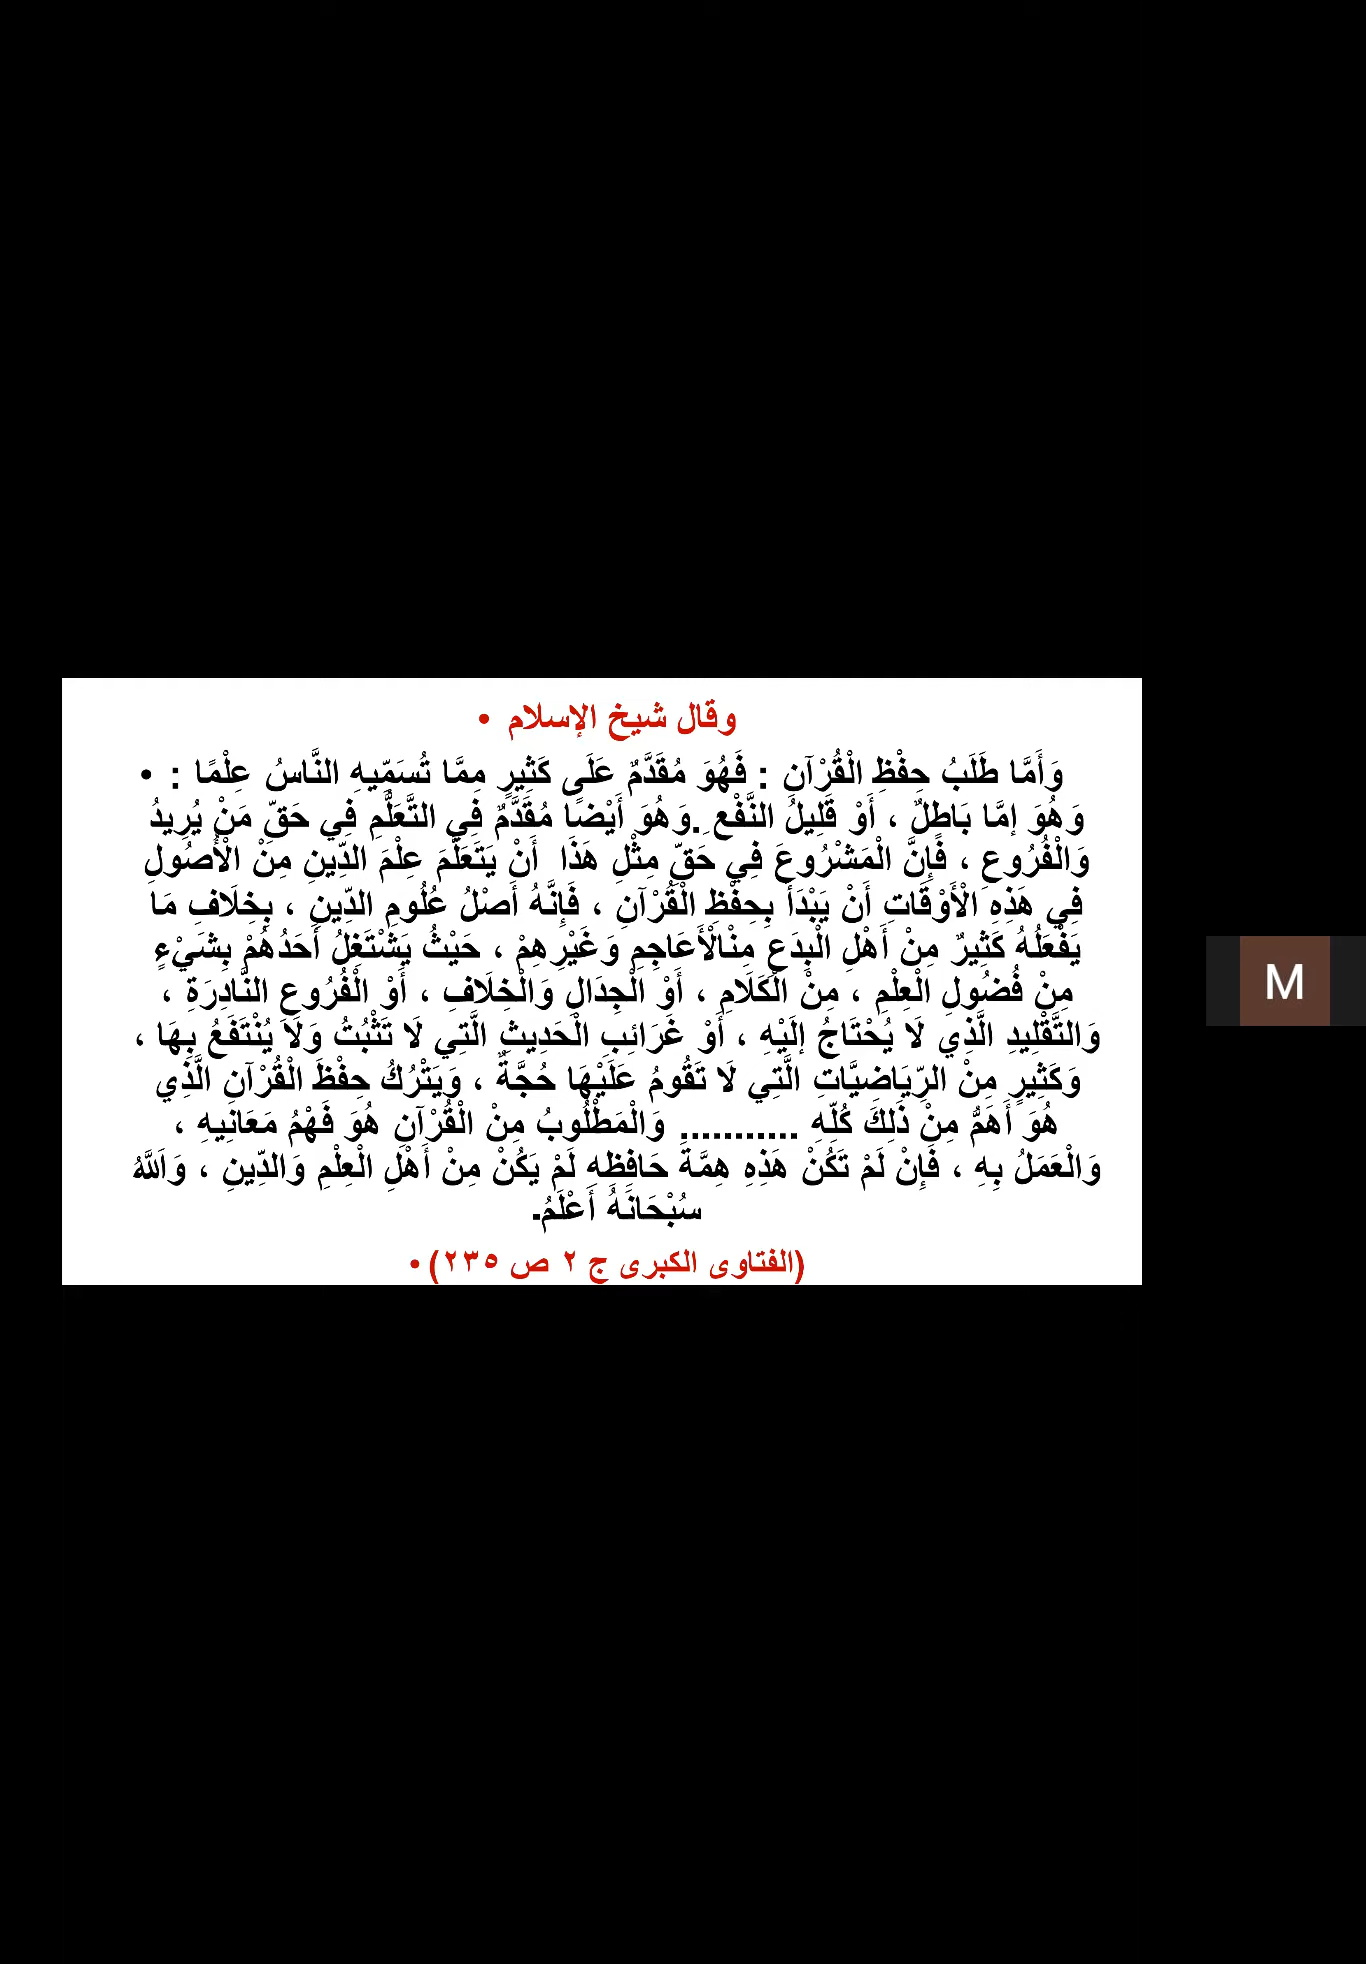 وقال شيخ الإسلام •
وَأَمَّا طَلَبُ حِفْظِ الْقُرْآنِ : فَهُوَ مُقَدَّمٌ عَلَى كَثِيرٍ مِمَّا تُسَمِّيهِ النَّاسُ عِلْمًا : •
وَهُوَ إمَّا بَاطِلٌ ، أَوْ قَلِيلُ النَّفْعِ .وَهُوَ أَيْضًا مُقَدَّمٌ فِي التَّعَلُّمِ فِي حَقِّ مَنْ يُرِيدُ
وَالْفُرُوعِ ، فَإِنَّ الْمَشْرُوعَ فِي حَقِّ مِثْلِ هَذَا أَنْ يَتَعَلَّمَ عِلْمَ الدِّينِ مِنْ الْأُصُولِ
فِي هَذِهِ الْأَوْقَاتِ أَنْ يَبْدَأَ بِحِفْظِ الْقُرْآنِ ، فَإِنَّهُ أَصْلُ عُلُومِ الدِّينِ ، بِخِلَافِ مَا
يَفْعَلُهُ كَثِيرٌ مِنْ أَهْلِ الْبِدَعِ مِنْالْأَعَاجِمِ وَغَيْرِهِمْ ، حَيْثُ يَشْتَغِلُ أَحَدُهُمْ بِشَيْءٍ
مِنْ فُضُولِ الْعِلْمِ ، مِنْ الْكَلَامِ ، أَوْ الْجِدَالِ وَالْخِلَافِ ، أَوْ الْفُرُوعِ النَّادِرَةِ ،
وَالتَّقْلِيدِ الَّذِي لَا يُحْتَاجُ إلَيْهِ ، أَوْ غَرَائِبِ الْحَدِيثِ الَّتِي لَا تَثْبُتُ وَلَا يُنْتَفَعُ بِهَا ،
وَكَثِيرٍ مِنْ الرِّيَاضِيَّاتِ الَّتِي لَا تَقُومُ عَلَيْهَا حُجَّةٌ ، وَيَتْرُكُ حِفْظَ الْقُرْآنِ الَّذِي
هُوَ أَهَمُّ مِنْ ذَلِكَ كُلِّهِ ........... وَالْمَطْلُوبُ مِنْ الْقُرْآنِ هُوَ فَهْمُ مَعَانِيهِ ،
وَالْعَمَلُ بِهِ ، فَإِنْ لَمْ تَكُنْ هَذِهِ هِمَّةَ حَافِظِهِ لَمْ يَكُنْ مِنْ أَهْلِ الْعِلْمِ وَالدِّينِ ، وَاَللَّهُ
سُبْحَانَهُ أَعْلَمُ.
(الفتاوى الكبرى ج ٢ ص ٢٣٥) •
M